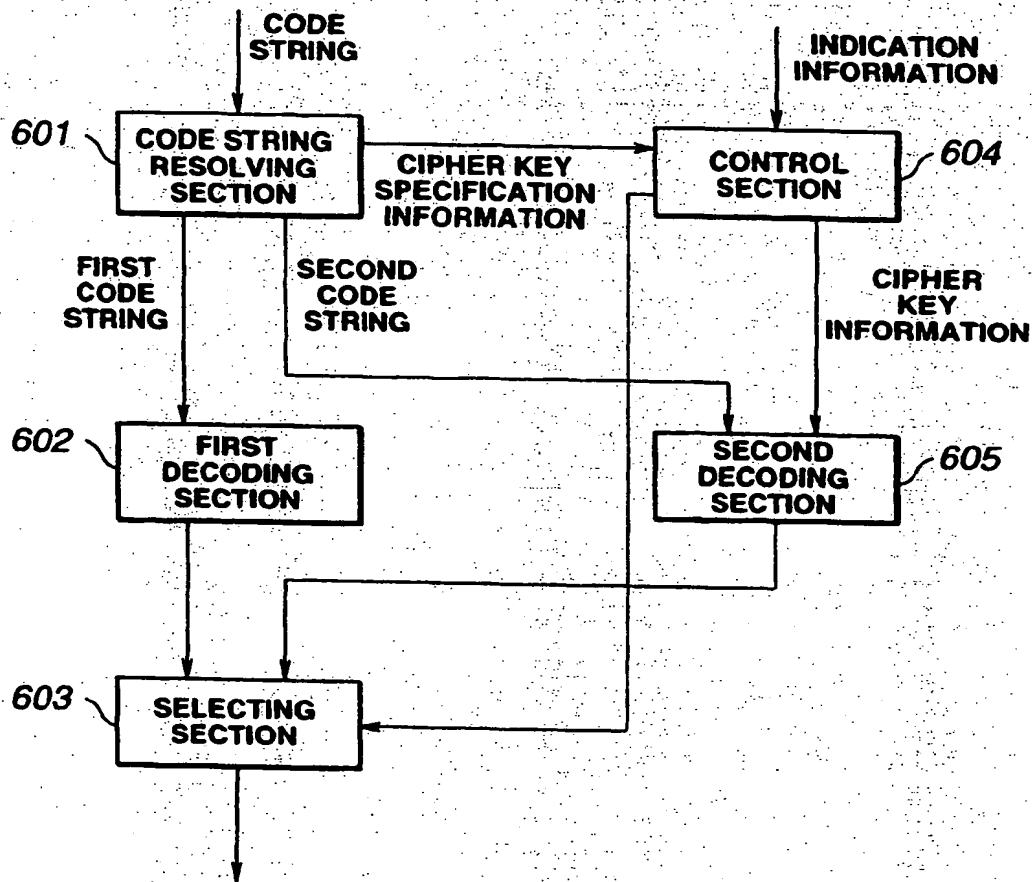 CODE
STRING
INDICATION
INFORMATION
601
CODE STRING
RESOLVING
SECTION
CIPHER KEY
SPECIFICATION
INFORMATION
CONTROL
SECTION
604
FIRST
CODE
STRING
SECOND
CODE
STRING
CIPHER
KEY
INFORMATION
602
FIRST
DECODING
SECTION
SECOND
DECODING
SECTION
605
603
SELECTING
SECTION